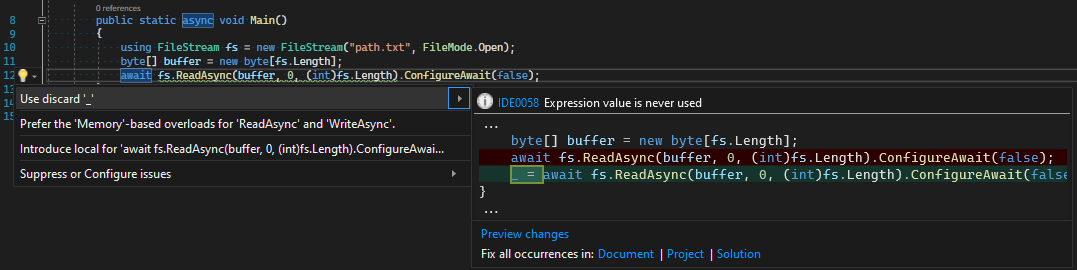 0 references
8 public static async void Main()
9 {
10 using FileStream fs = new FileStream("path.txt", FileMode.Open);
11 byte[] buffer = new byte[fs.Length];
12 await fs.ReadAsync(buffer, 0, (int)fs.Length).ConfigureAwait(false);
13
14
15
Use discard '_'
Prefer the 'Memory'-based overloads for 'ReadAsync' and 'WriteAsync'.
Introduce local for 'await fs.ReadAsync(buffer, 0, (int)fs.Length).ConfigureAwai...
Suppress or Configure issues
IDE0058 Expression value is never used
...
byte[] buffer = new byte[fs.Length];
await fs.ReadAsync(buffer, 0, (int)fs.Length).ConfigureAwait(false);
_ = await fs.ReadAsync(buffer, 0, (int)fs.Length).ConfigureAwait(false
}
...
Preview changes
Fix all occurrences in: Document | Project | Solution